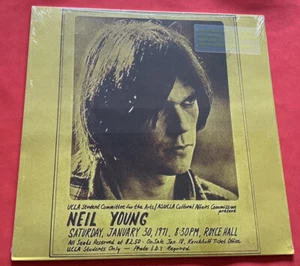 UCLA Student Committee for the Arts/ASUCLA Cultural Affairs Commission
present
NEIL YOUNG
SATURDAY, JANUARY 30, 1971, 8:30PM, ROYCE HALL
All Seats Reserved at $2.50 - On Sale Jan. 18, Kerckhoff Ticket Office
UCLA Students Only - Photo I.D. Required